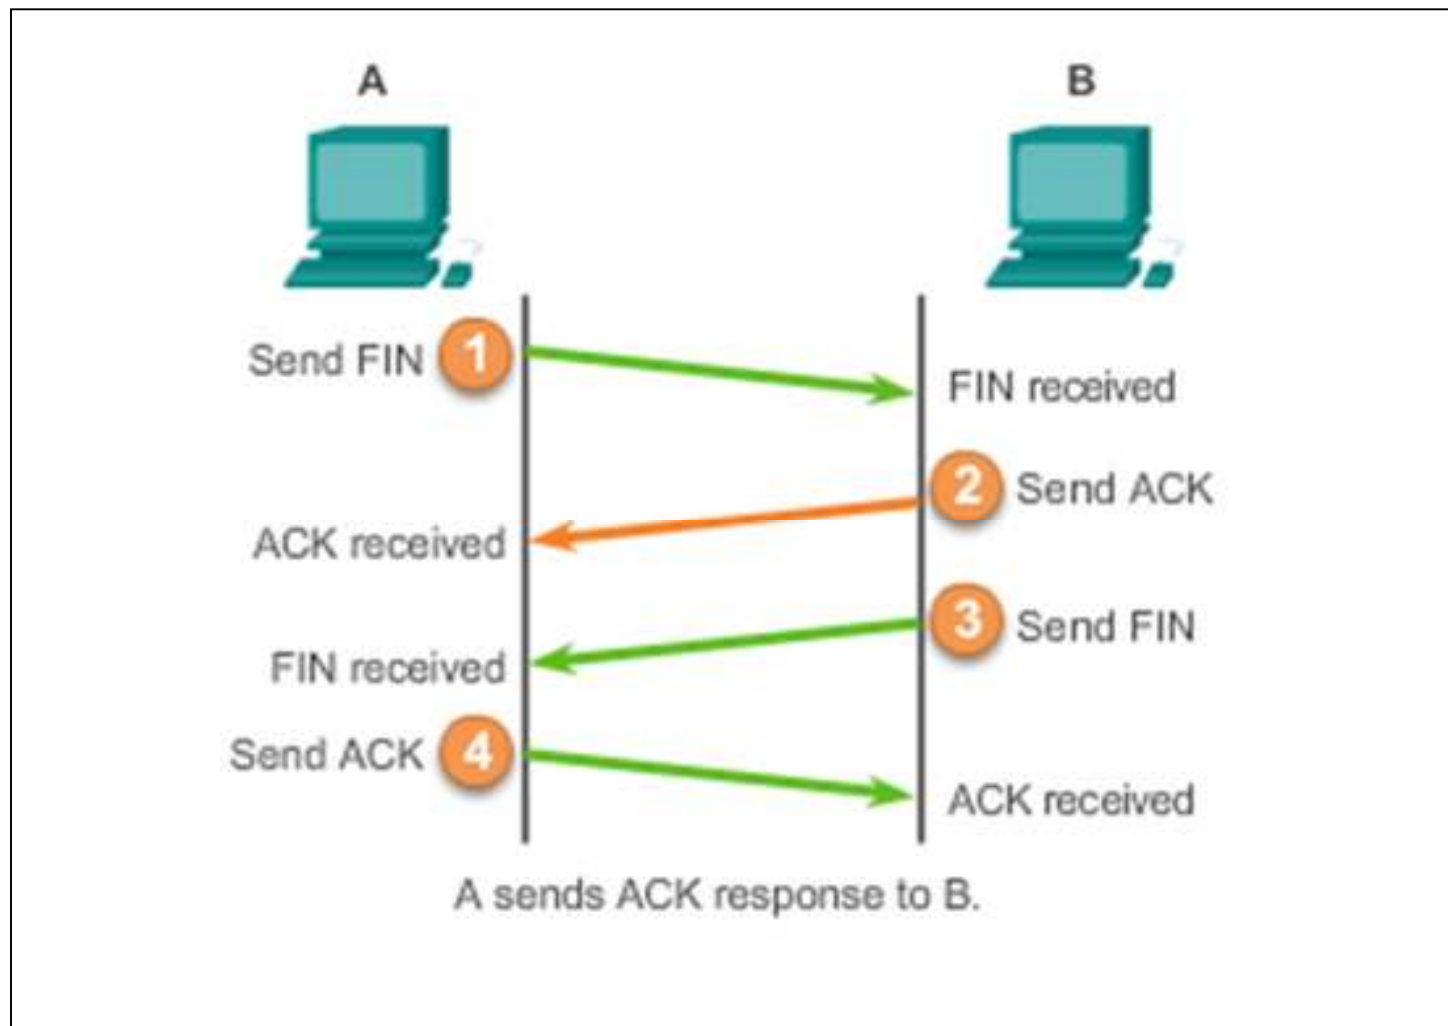 A
B
Send FIN 1
FIN received
2 Send ACK
ACK received
3 Send FIN
FIN received
Send ACK 4
ACK received
A sends ACK response to B.